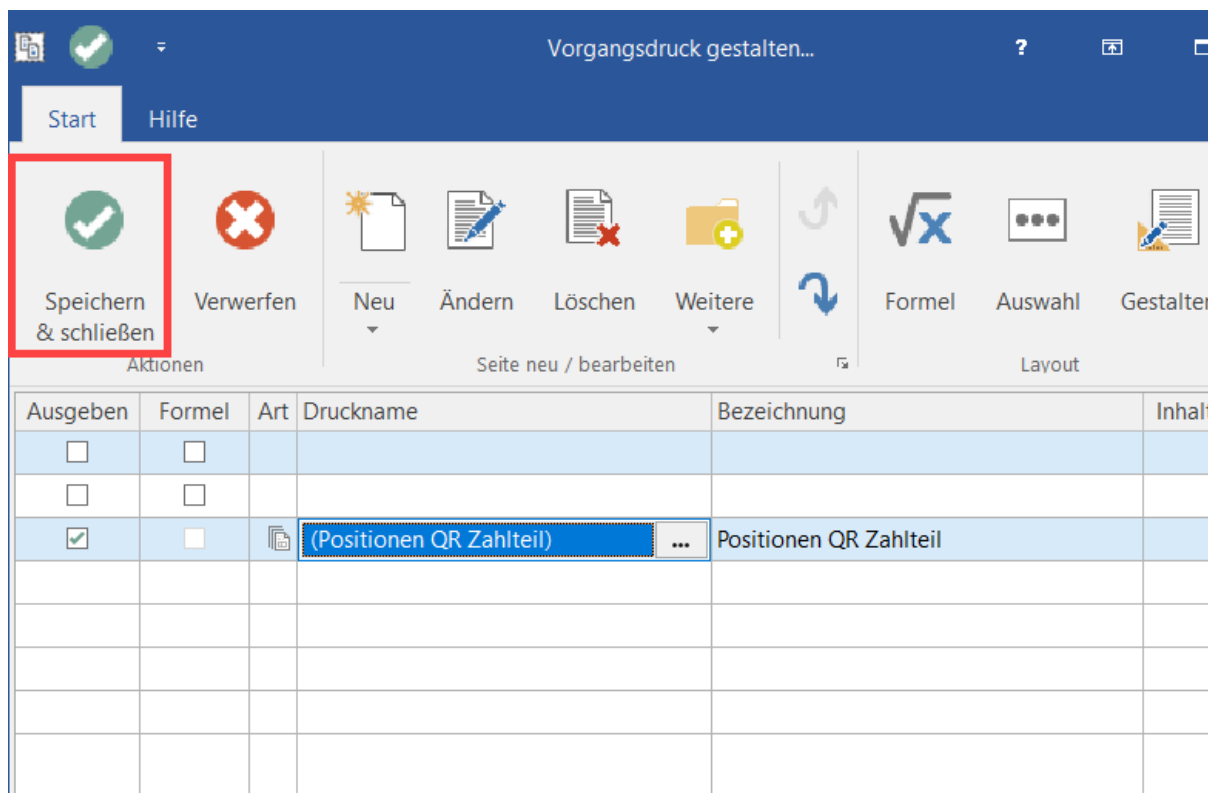 Vorgangsdruck gestalten... ?
Start Hilfe
Speichern & schließen
Verwerfen
Neu
Ändern
Löschen
Weitere
Formel
Auswahl
Gestalten
Aktionen
Seite neu / bearbeiten
Layout
Ausgeben Formel Art Druckname Bezeichnung Inhalt
(Positionen QR Zahlteil) ... Positionen QR Zahlteil